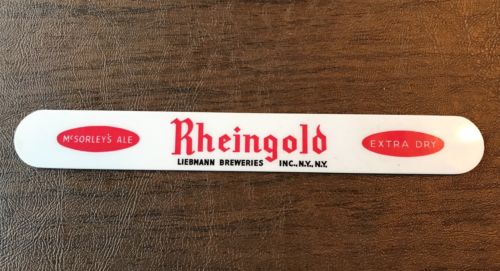 McSORLEY'S ALE
Rheingold
LIEBMANN BREWERIES INC., N.Y., N.Y.
EXTRA DRY